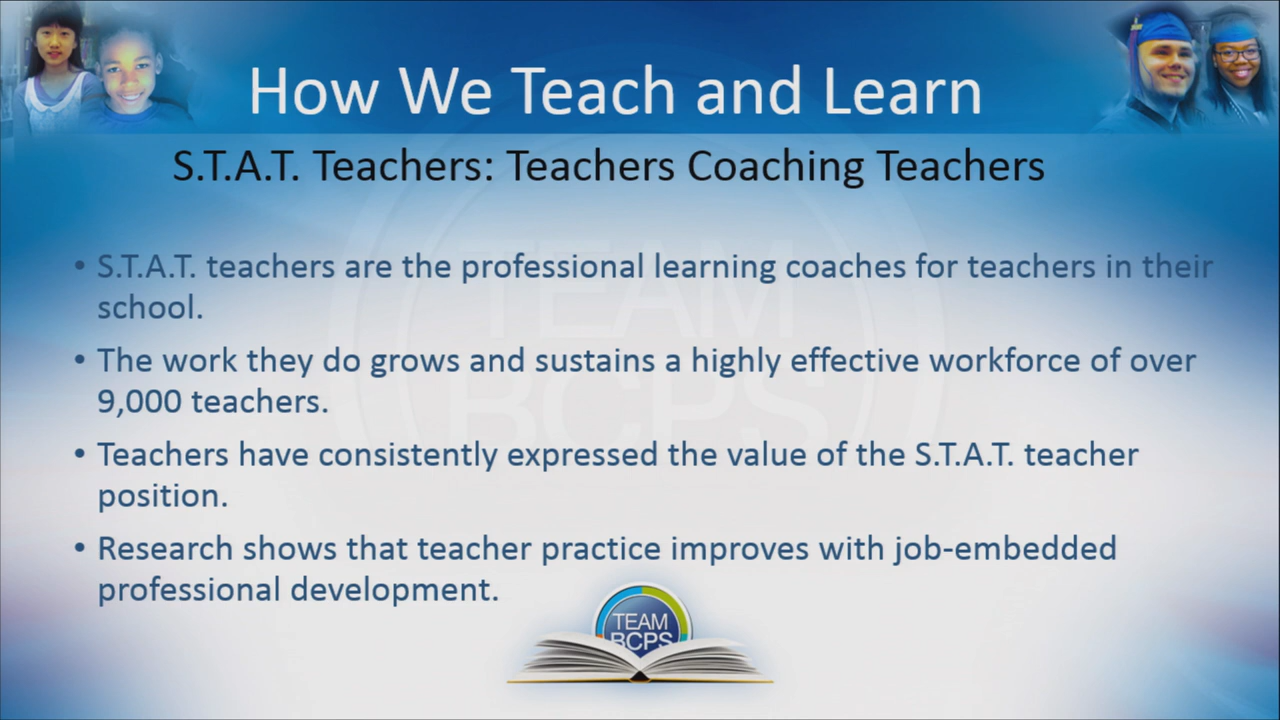 How We Teach and Learn
S.T.A.T. Teachers: Teachers Coaching Teachers
• S.T.A.T. teachers are the professional learning coaches for teachers in their
school.
• The work they do grows and sustains a highly effective workforce of over
9,000 teachers.
• Teachers have consistently expressed the value of the S.T.A.T. teacher
position.
• Research shows that teacher practice improves with job-embedded
professional development.
TEAM
BCPS
TEAM
BCPS